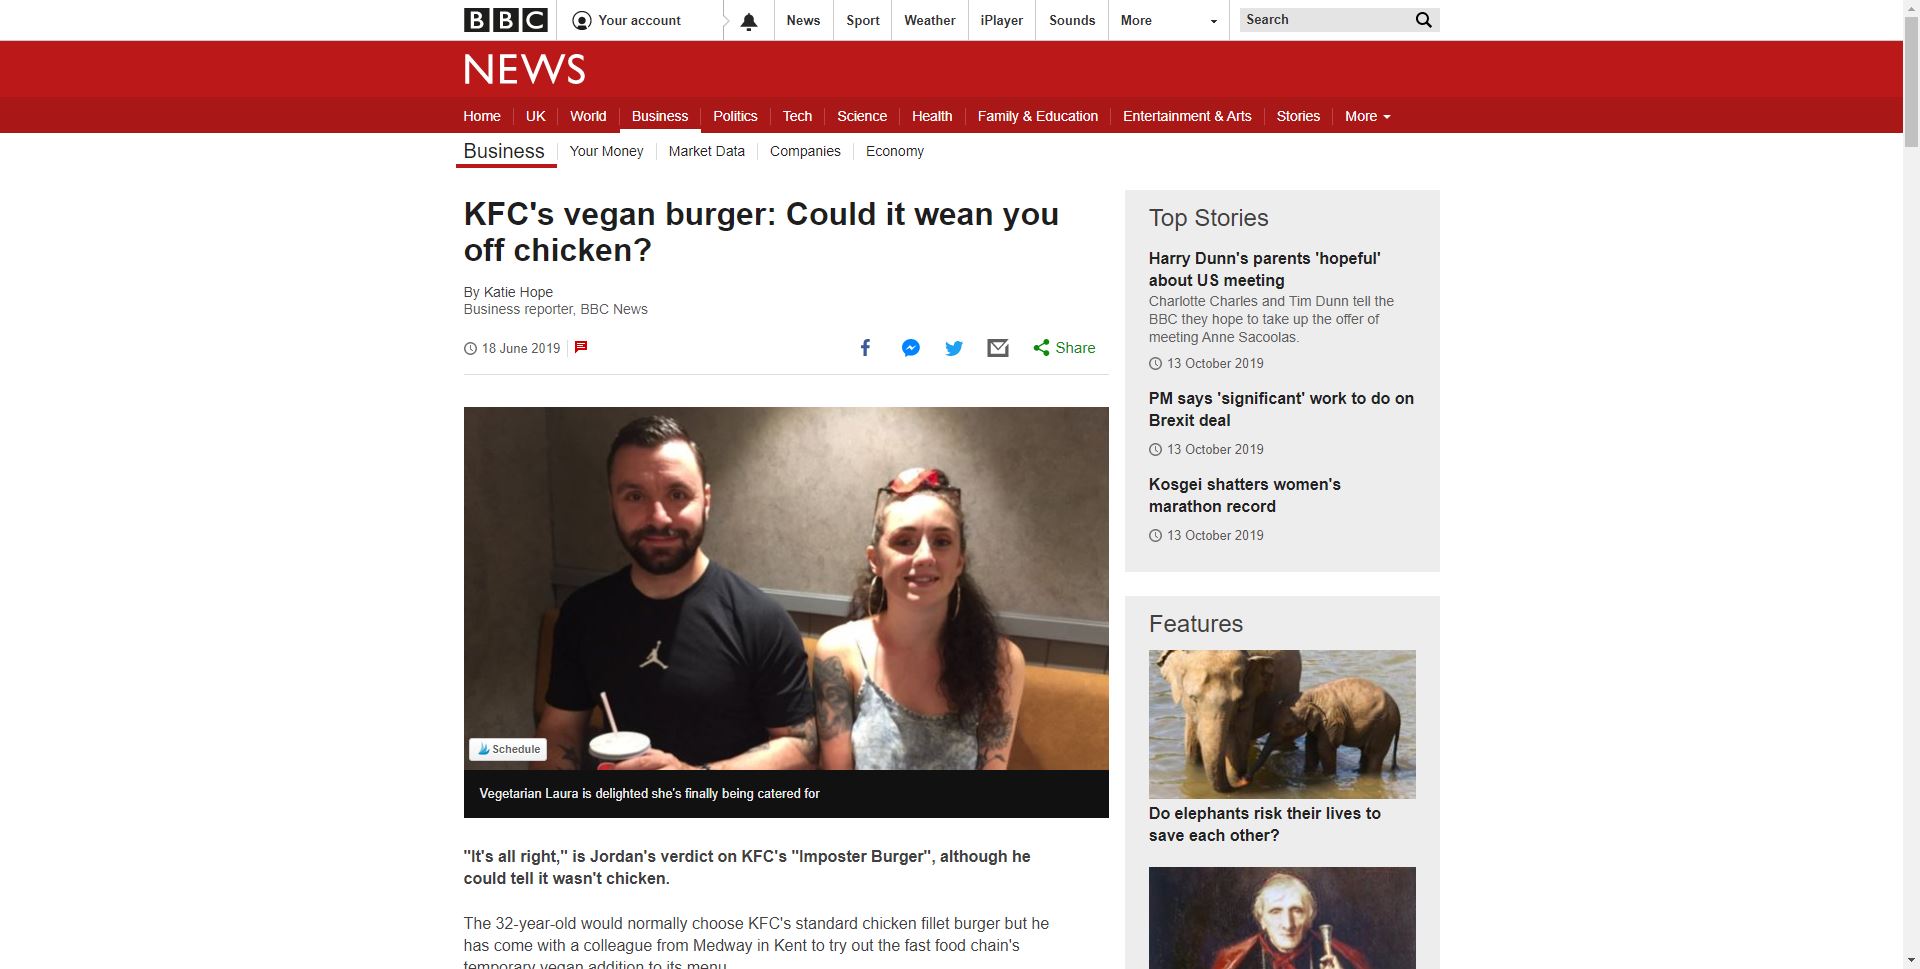 BBC
Your account
News
Sport
Weather
iPlayer
Sounds
More
Search
NEWS
Home
UK
World
Business
Politics
Tech
Science
Health
Family & Education
Entertainment & Arts
Stories
More
Business
Your Money
Market Data
Companies
Economy
KFC's vegan burger: Could it wean you
off chicken?
By Katie Hope
Business reporter, BBC News
18 June 2019
Share
Schedule
Vegetarian Laura is delighted she's finally being catered for
"It's all right," is Jordan's verdict on KFC's "Imposter Burger", although he
could tell it wasn't chicken.
The 32-year-old would normally choose KFC's standard chicken fillet burger but he
has come with a colleague from Medway in Kent to try out the fast food chain's
temporary vegan addition to its menu.
Top Stories
Harry Dunn's parents 'hopeful'
about US meeting
Charlotte Charles and Tim Dunn tell the
BBC they hope to take up the offer of
meeting Anne Sacoolas.
13 October 2019
PM says 'significant' work to do on
Brexit deal
13 October 2019
Kosgei shatters women's
marathon record
13 October 2019
Features
Do elephants risk their lives to
save each other?